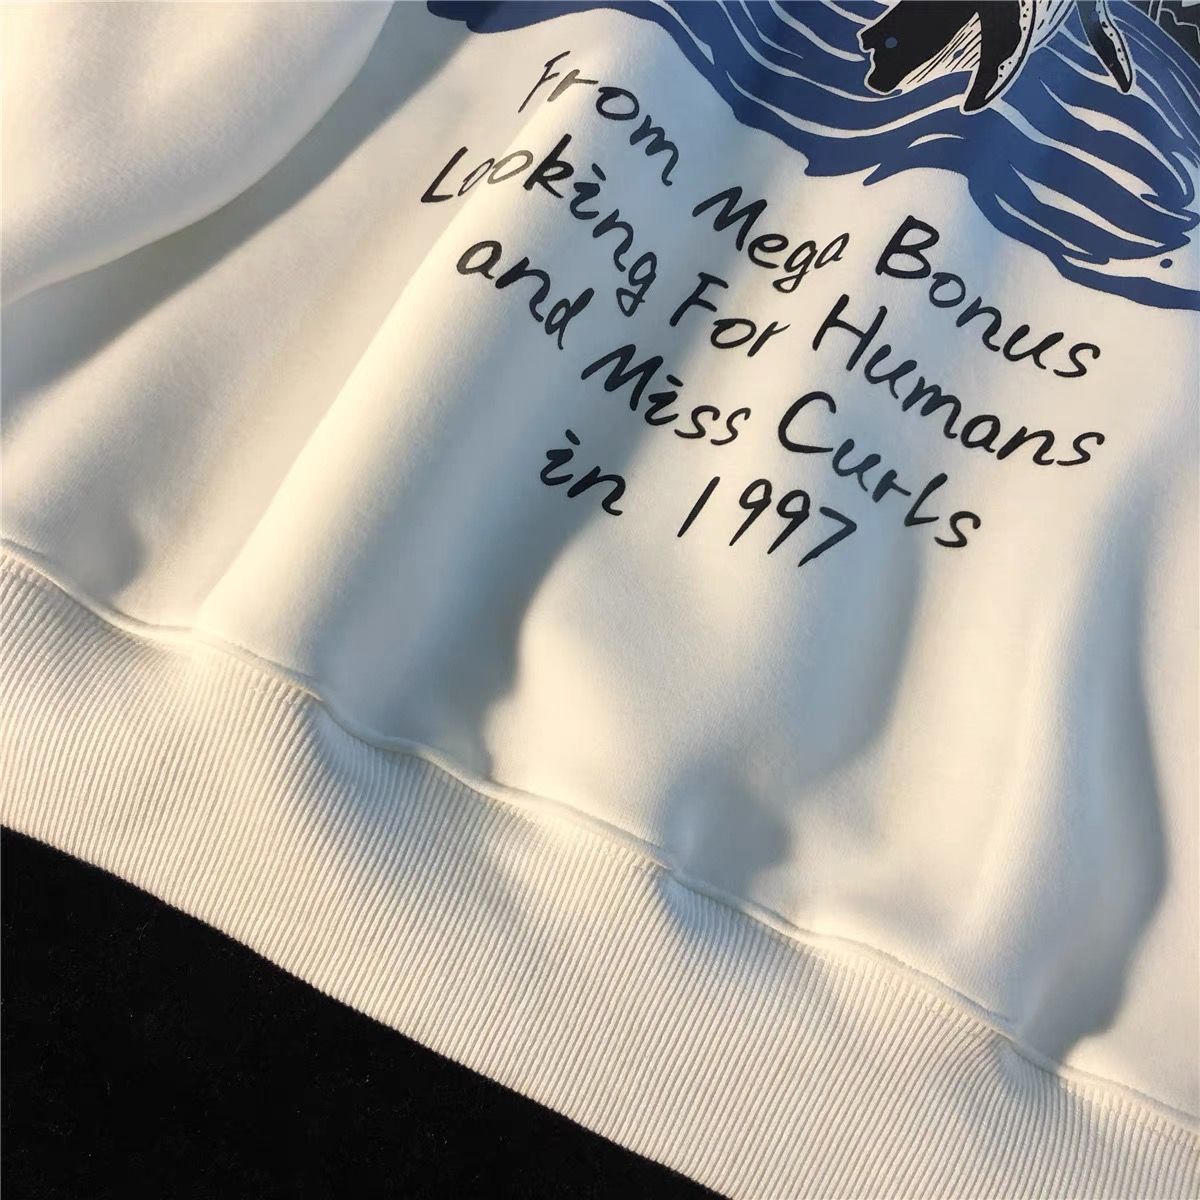 From Mega Bonus
Looking For Humans
and Miss Curls
in 1997